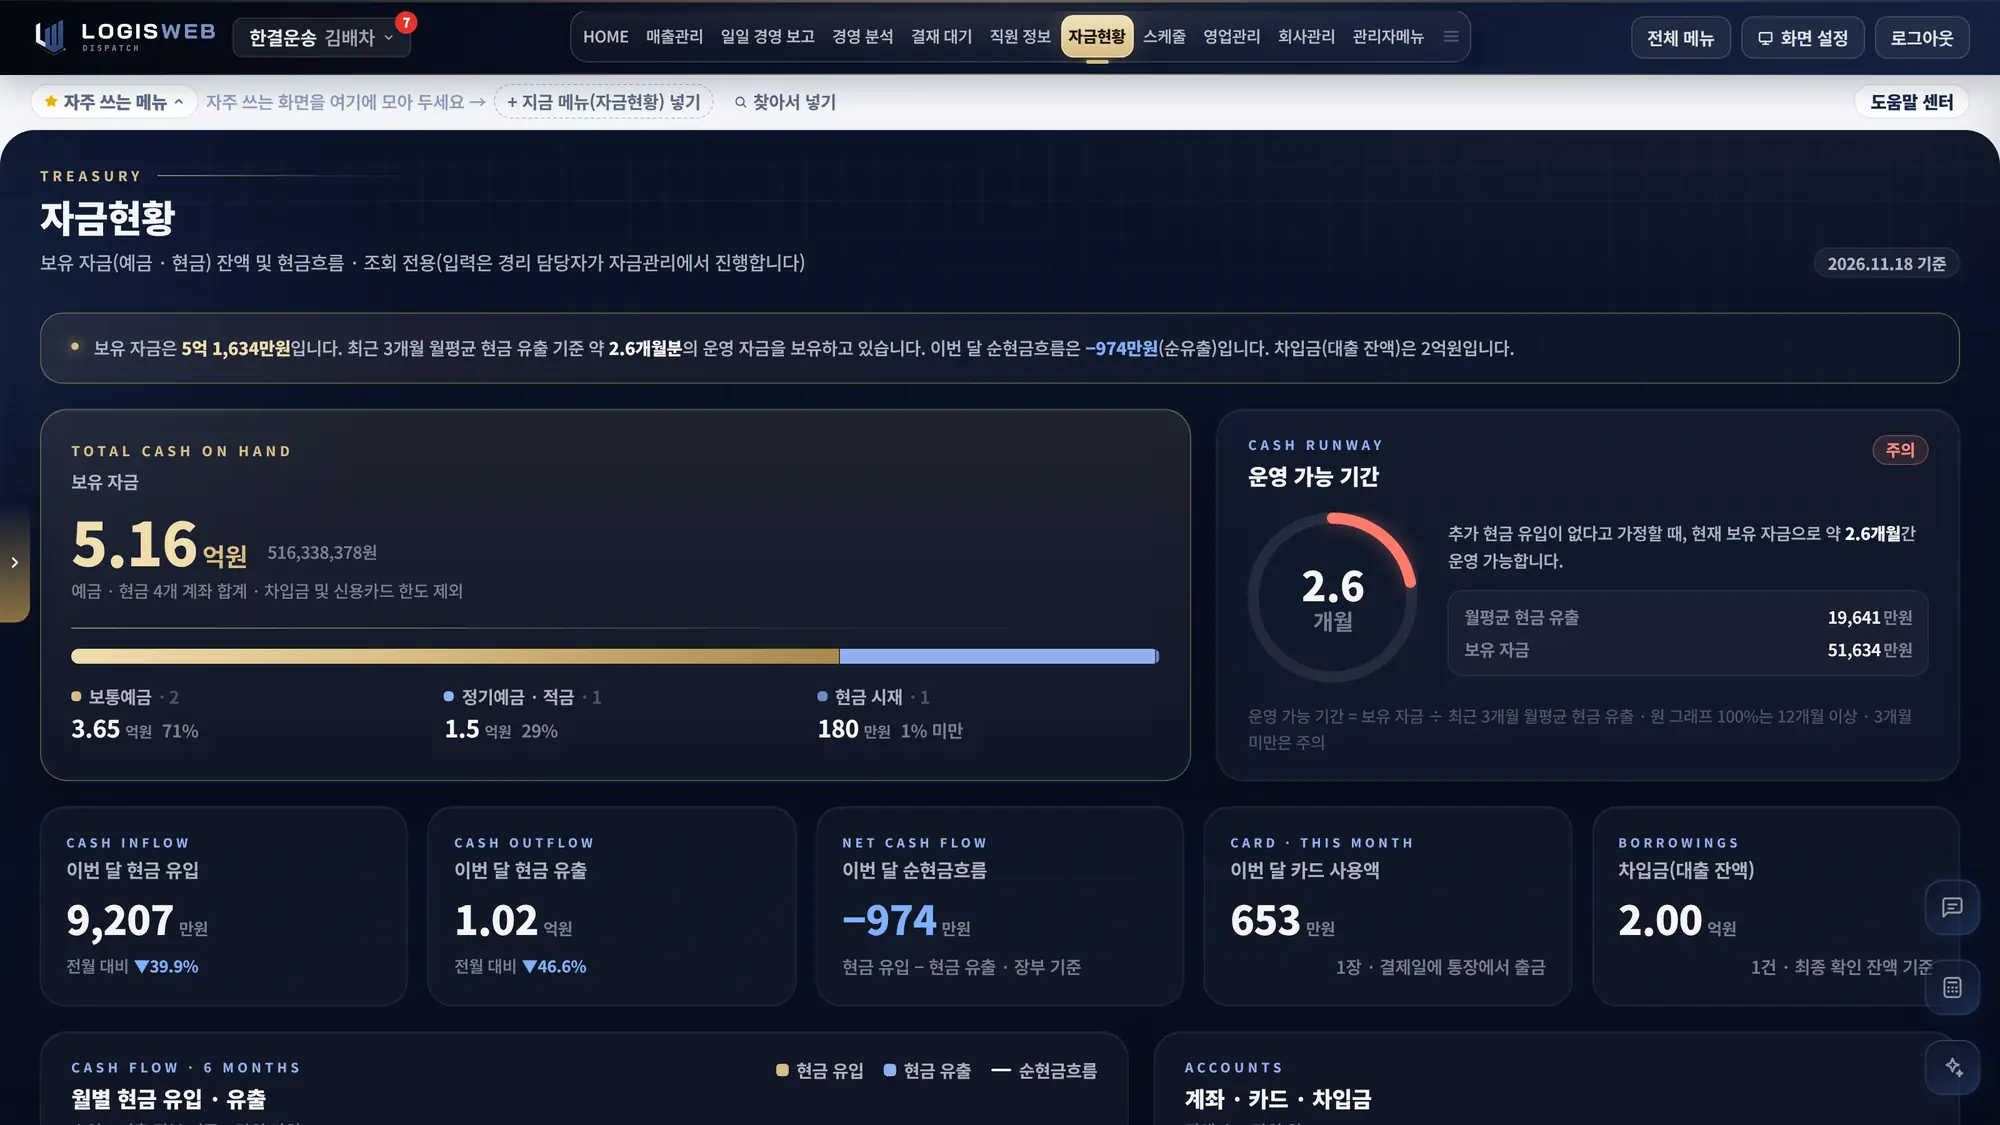 LOGISWEB
DISPATCH
한결운송 김배차
7
HOME 매출관리 일일 경영 보고 경영 분석 결재 대기 직원 정보 자금현황 스케줄 영업관리 회사관리 관리자메뉴
전체 메뉴
화면 설정
로그아웃
자주 쓰는 메뉴
자주 쓰는 화면을 여기에 모아 두세요 →
+ 지금 메뉴(자금현황) 넣기
찾아서 넣기
도움말 센터
TREASURY
자금현황
보유 자금(예금 · 현금) 잔액 및 현금흐름 · 조회 전용(입력은 경리 담당자가 자금관리에서 진행합니다)
2026.11.18 기준
보유 자금은 5억 1,634만원입니다. 최근 3개월 월평균 현금 유출 기준 약 2.6개월분의 운영 자금을 보유하고 있습니다. 이번 달 순현금흐름은 −974만원(순유출)입니다. 차입금(대출 잔액)은 2억원입니다.
TOTAL CASH ON HAND
보유 자금
5.16 억원 516,338,378원
예금 · 현금 4개 계좌 합계 · 차입금 및 신용카드 한도 제외
보통예금 · 2
3.65 억원 71%
정기예금 · 적금 · 1
1.5 억원 29%
현금 시재 · 1
180 만원 1% 미만
CASH RUNWAY
운영 가능 기간
주의
2.6
개월
추가 현금 유입이 없다고 가정할 때, 현재 보유 자금으로 약 2.6개월간
운영 가능합니다.
월평균 현금 유출 19,641 만원
보유 자금 51,634 만원
운영 가능 기간 = 보유 자금 ÷ 최근 3개월 월평균 현금 유출 · 원 그래프 100%는 12개월 이상 · 3개월
미만은 주의
CASH INFLOW
이번 달 현금 유입
9,207 만원
전월 대비 ▼39.9%
CASH OUTFLOW
이번 달 현금 유출
1.02 억원
전월 대비 ▼46.6%
NET CASH FLOW
이번 달 순현금흐름
−974 만원
현금 유입 − 현금 유출 · 장부 기준
CARD · THIS MONTH
이번 달 카드 사용액
653 만원
1장 · 결제일에 통장에서 출금
BORROWINGS
차입금(대출 잔액)
2.00 억원
1건 · 최종 확인 잔액 기준
CASH FLOW · 6 MONTHS
월별 현금 유입 · 유출
현금 유입 현금 유출 순현금흐름
ACCOUNTS
계좌 · 카드 · 차입금